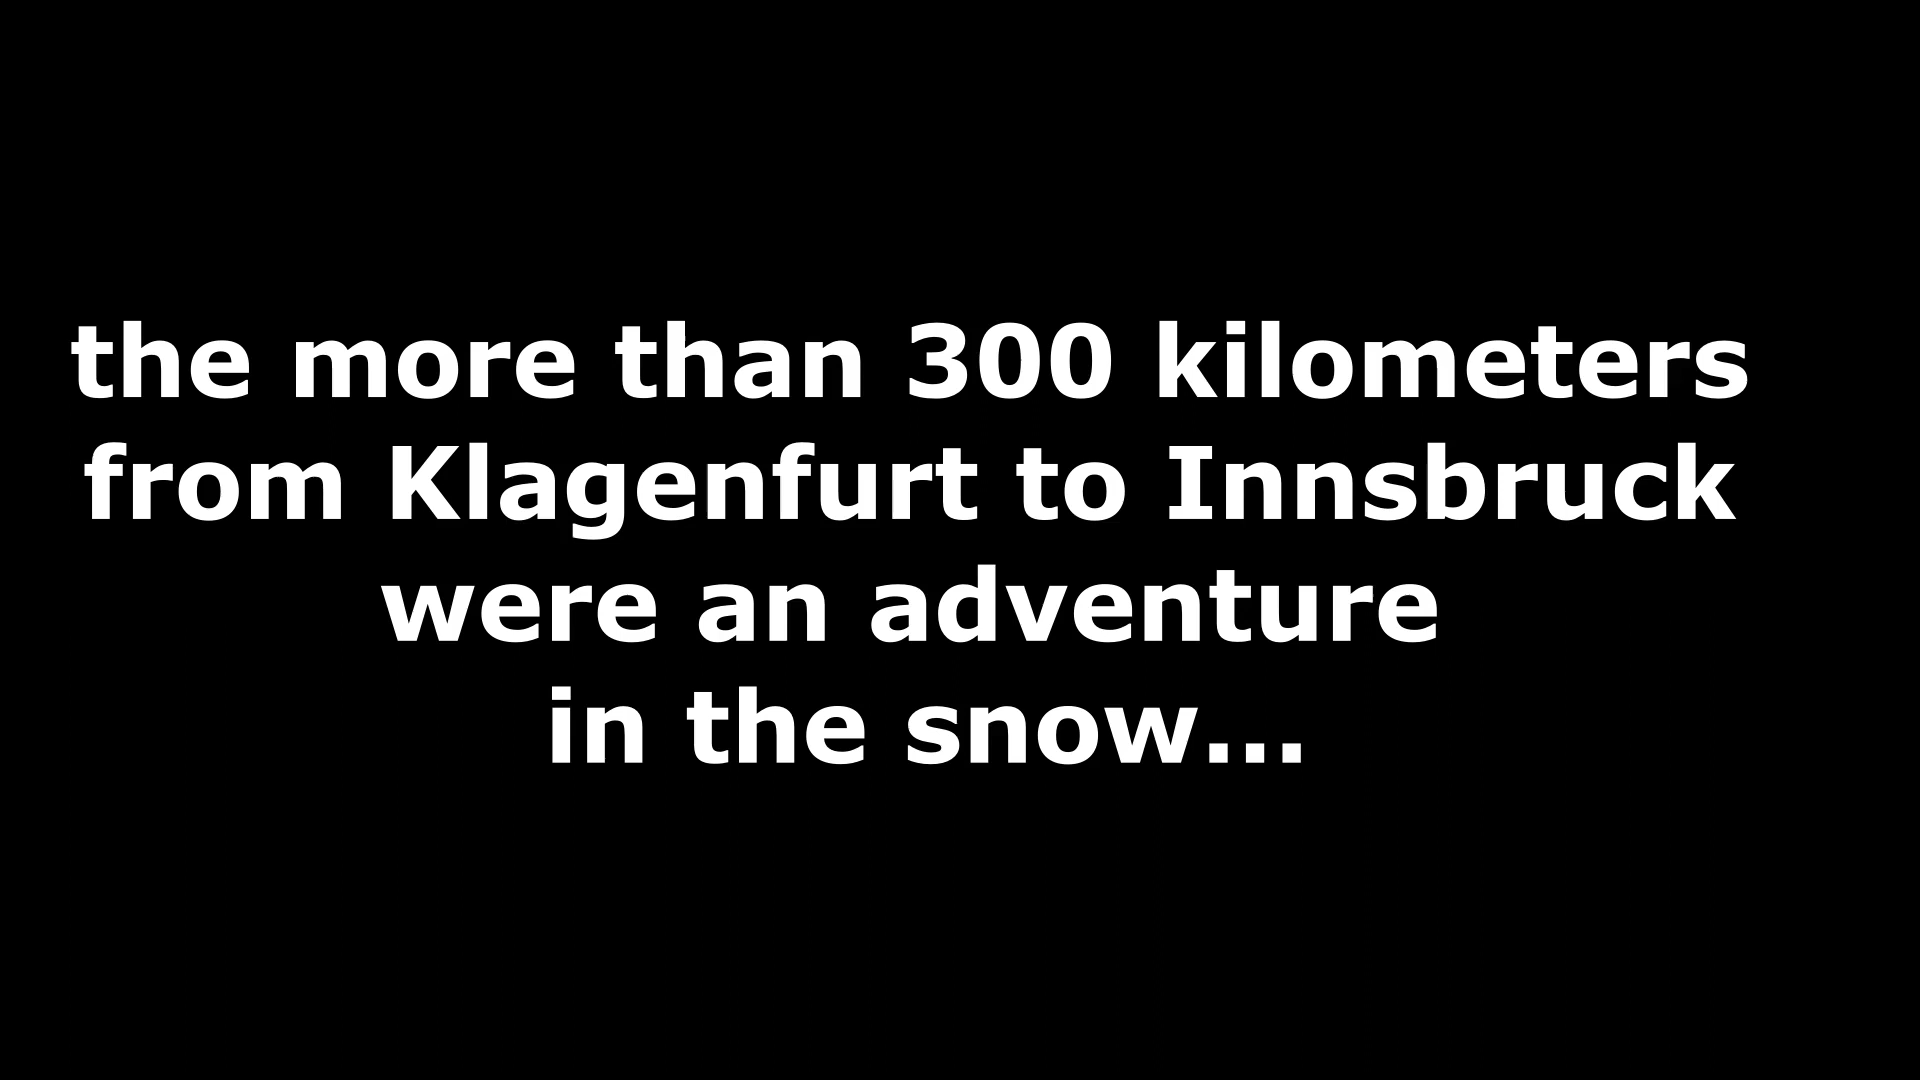 the more than 300 kilometers
from Klagenfurt to Innsbruck
were an adventure
in the snow...